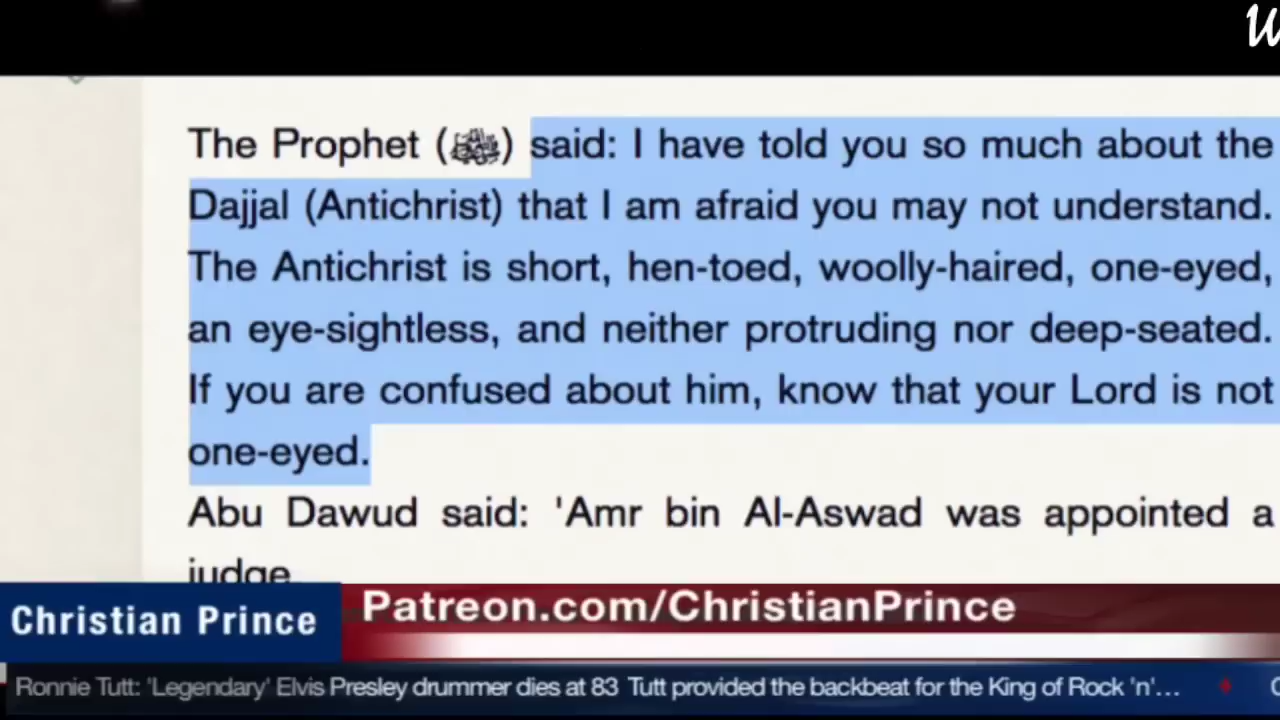 W
The Prophet (ﷺ) said: I have told you so much about the
Dajjal (Antichrist) that I am afraid you may not understand.
The Antichrist is short, hen-toed, woolly-haired, one-eyed,
an eye-sightless, and neither protruding nor deep-seated.
If you are confused about him, know that your Lord is not
one-eyed.
Abu Dawud said: 'Amr bin Al-Aswad was appointed a
judge.
Christian Prince
Patreon.com/ChristianPrince
Ronnie Tutt: 'Legendary' Elvis Presley drummer dies at 83 Tutt provided the backbeat for the King of Rock 'n'…